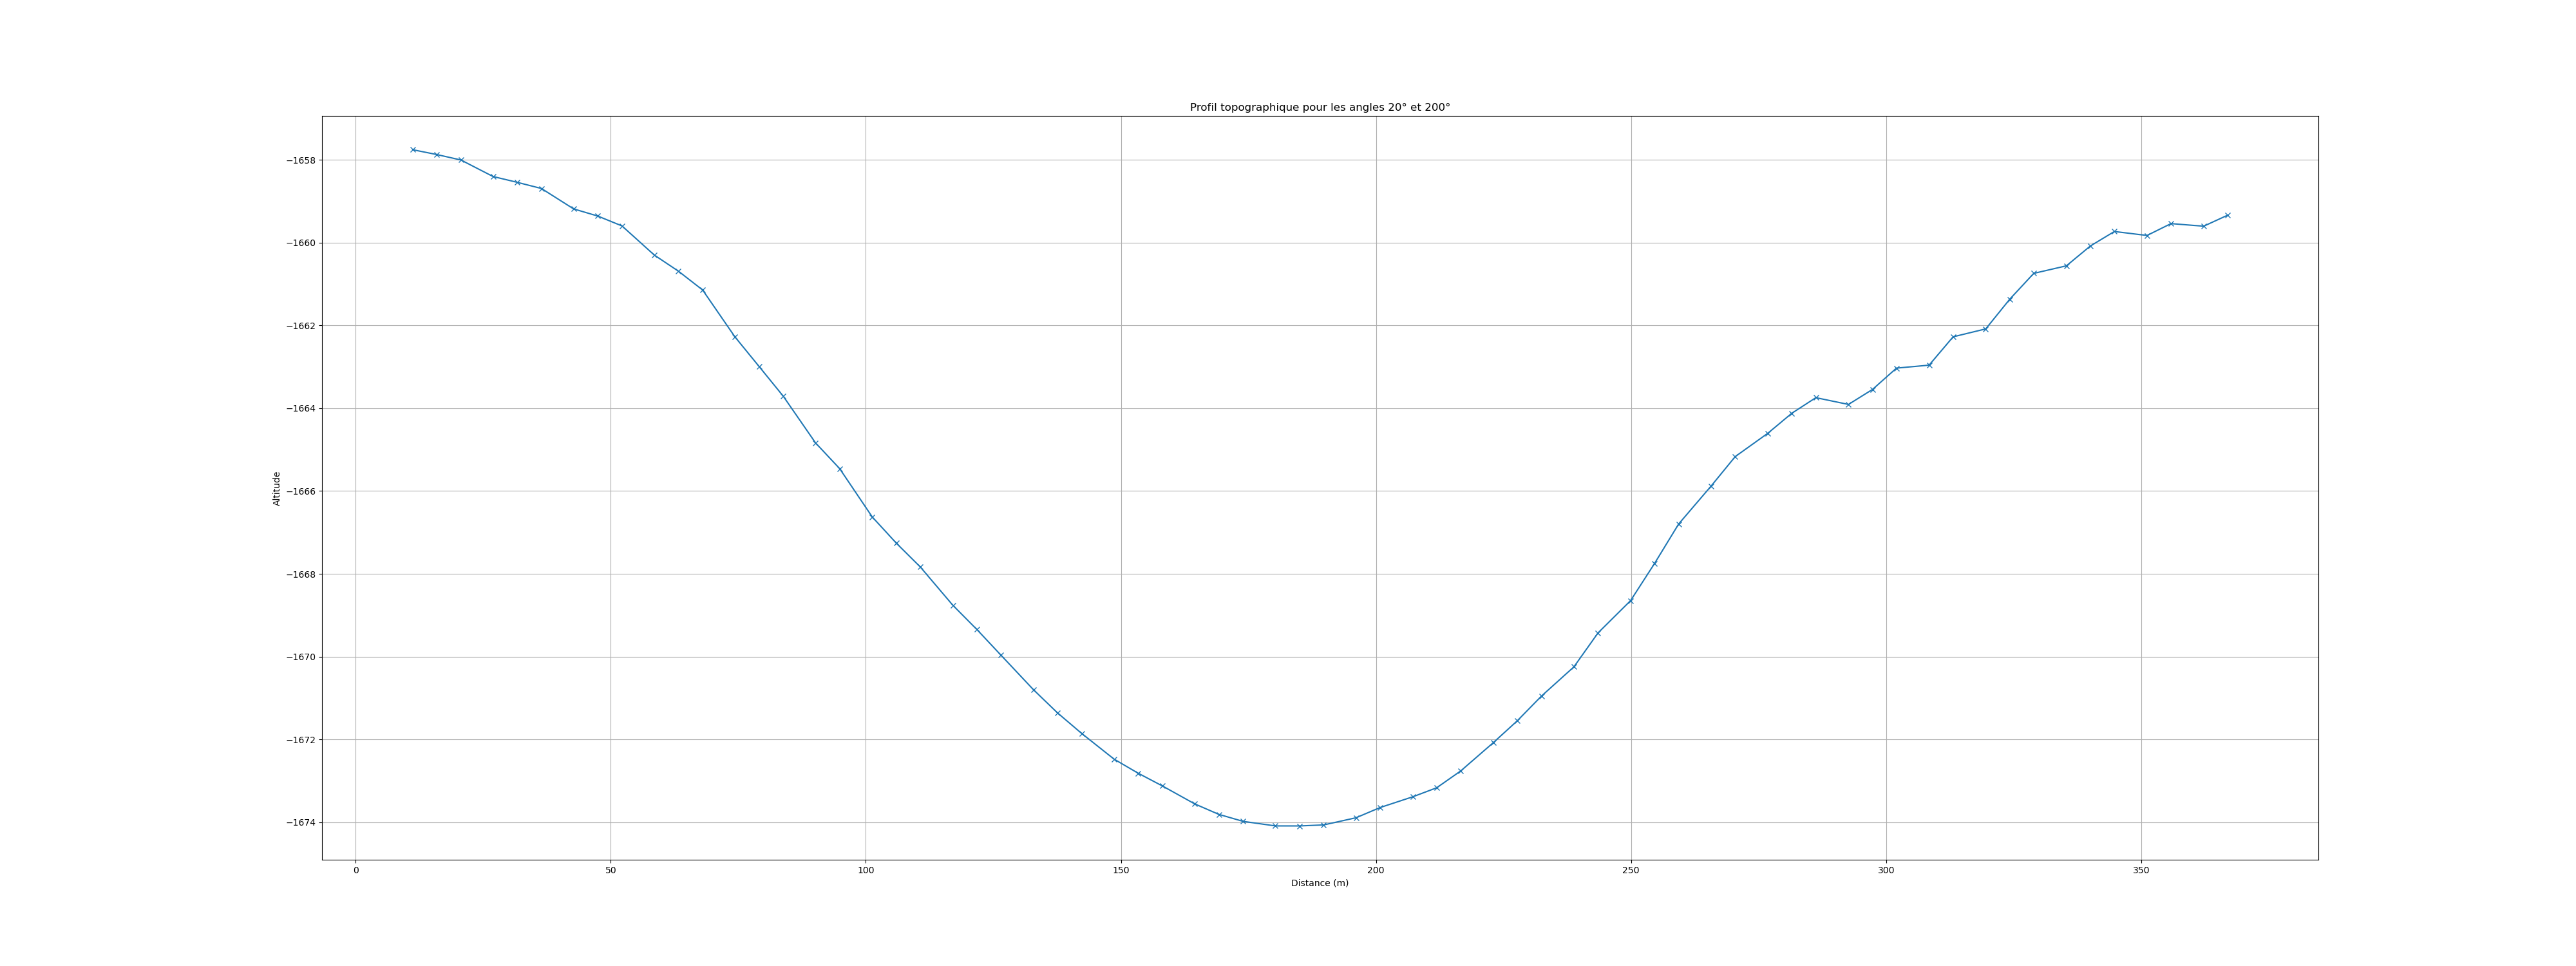 Profil topographique pour les angles 20° et 200°
−1658
−1660
−1662
−1664
−1666
−1668
−1670
−1672
−1674
Altitude
0 50 100 150 200 250 300 350
Distance (m)